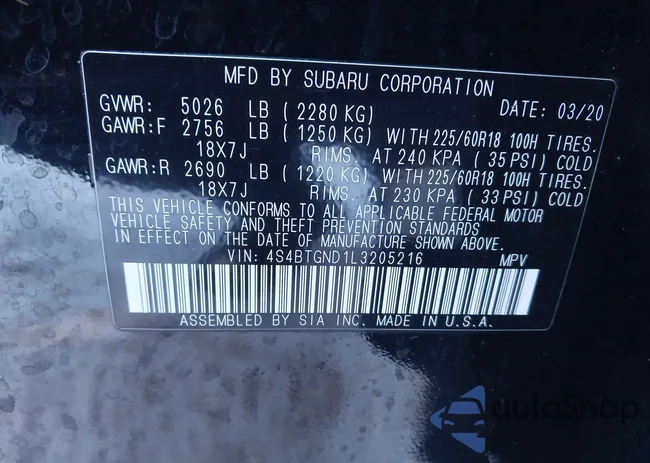 MFD BY SUBARU CORPORATION
GVWR: 5026 LB (2280 KG) DATE: 03/20
GAWR:F 2756 LB (1250 KG) WITH 225/60R18 100H TIRES.
18X7J RIMS. AT 240 KPA (35 PSI) COLD
GAWR:R 2690 LB (1220 KG) WITH 225/60R18 100H TIRES.
18X7J RIMS. AT 230 KPA (33 PSI) COLD
THIS VEHICLE CONFORMS TO ALL APPLICABLE FEDERAL MOTOR
VEHICLE SAFETY AND THEFT PREVENTION STANDARDS
IN EFFECT ON THE DATE OF MANUFACTURE SHOWN ABOVE.
VIN: 4S4BTGND1L3205216 MPV
ASSEMBLED BY SIA INC. MADE IN U.S.A.
autoSnap